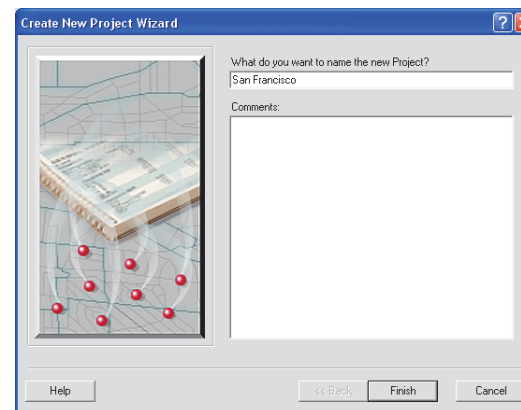 Create New Project Wizard
What do you want to name the new Project?
San Francisco
Comments:
Help
<< Back
Finish
Cancel